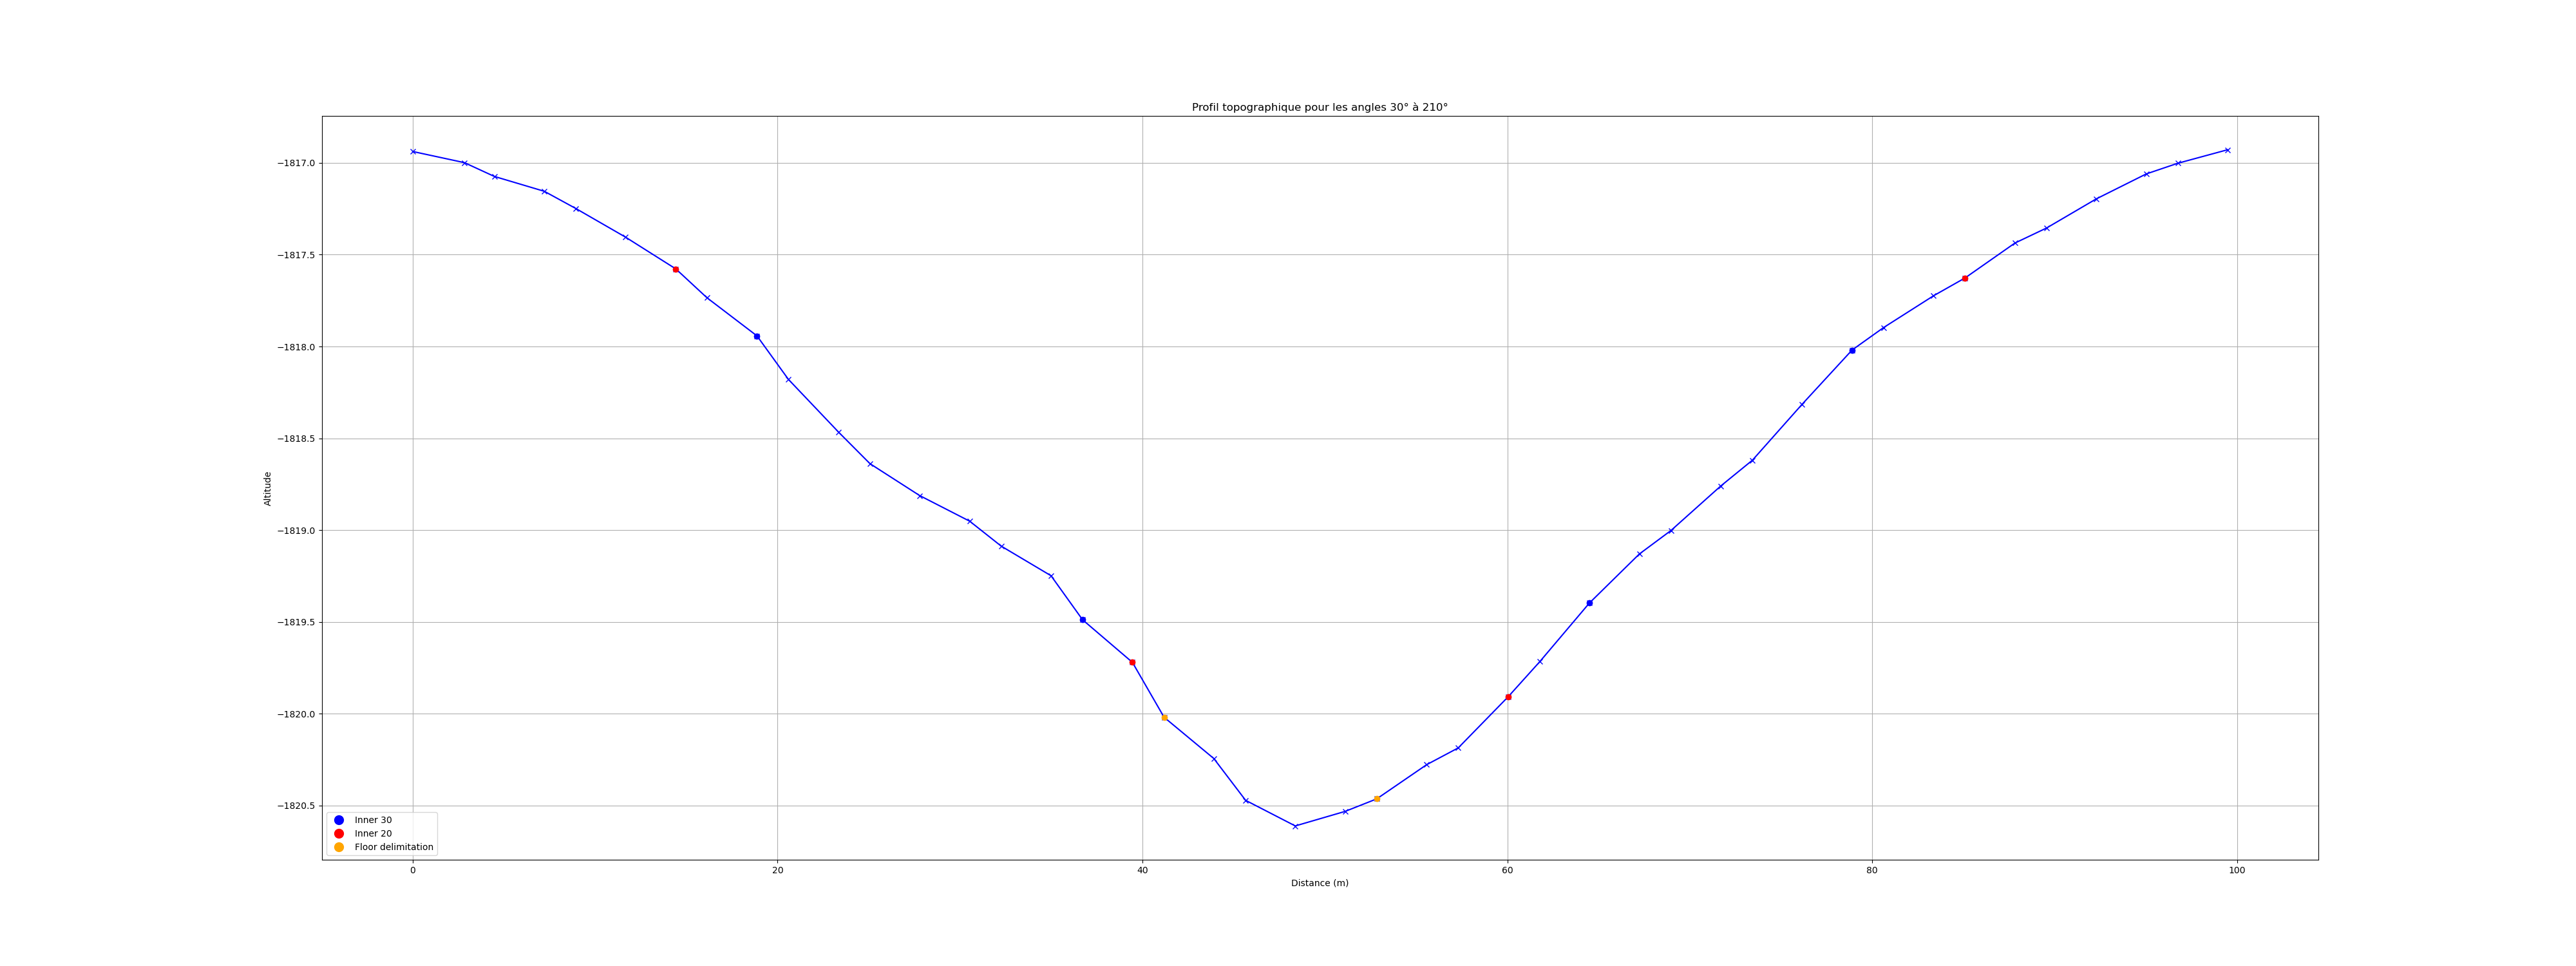 Profil topographique pour les angles 30° à 210°
−1817.0
−1817.5
−1818.0
−1818.5
−1819.0
−1819.5
−1820.0
−1820.5
Altitude
Inner 30
Inner 20
Floor delimitation
0 20 40 60 80 100
Distance (m)